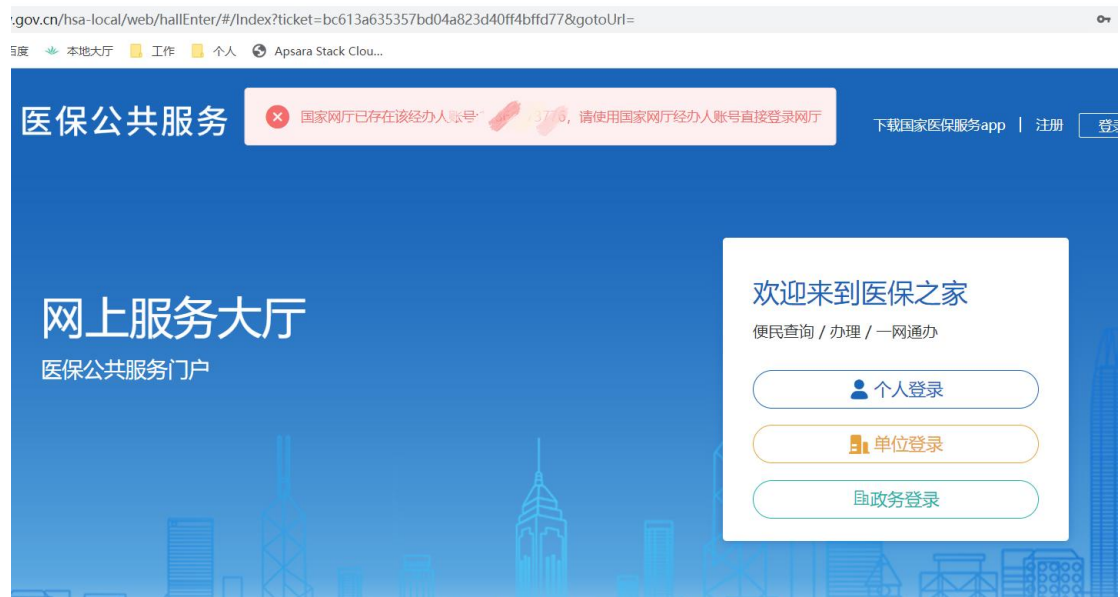 .gov.cn/hsa-local/web/hallEnter/#/Index?ticket=bc613a635357bd04a823d40ff4bffd77&gotoUrl=
百度 本地大厅 工作 个人 Apsara Stack Clou...
医保公共服务
国家网厅已存在该经办人账号: 3776，请使用国家网厅经办人账号直接登录网厅
下载国家医保服务app | 注册
网上服务大厅
医保公共服务门户
欢迎来到医保之家
便民查询 / 办理 / 一网通办
个人登录
单位登录
政务登录